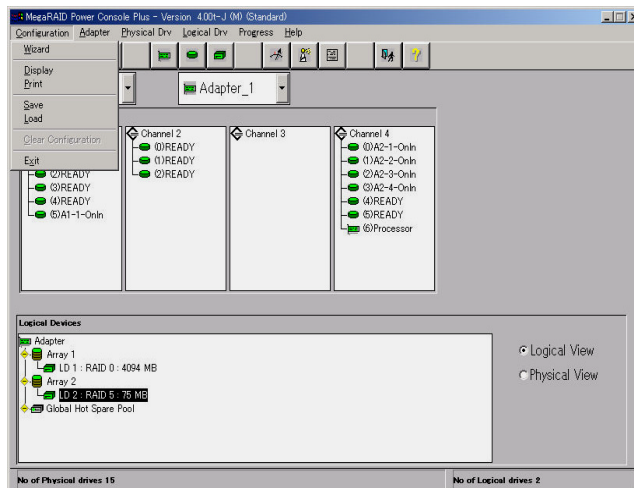 MegaRAID Power Console Plus - Version 4.00t-J (M) (Standard)
Configuration Adapter Physical Drv Logical Drv Progress Help
Wizard
Display
Print
Save
Load
Clear Configuration
Exit
Adapter_1
Channel 2
(0)READY
(1)READY
(2)READY
Channel 3
Channel 4
(0)A2-1-Onln
(1)A2-2-Onln
(2)A2-3-Onln
(3)A2-4-Onln
(4)READY
(5)READY
(6)Processor
(2)READY
(3)READY
(4)READY
(5)A1-1-Onln
Logical Devices
Adapter
Array 1
LD 1 : RAID 0 : 4094 MB
Array 2
LD 2 : RAID 5 : 75 MB
Global Hot Spare Pool
Logical View
Physical View
No of Physical drives 15
No of Logical drives 2